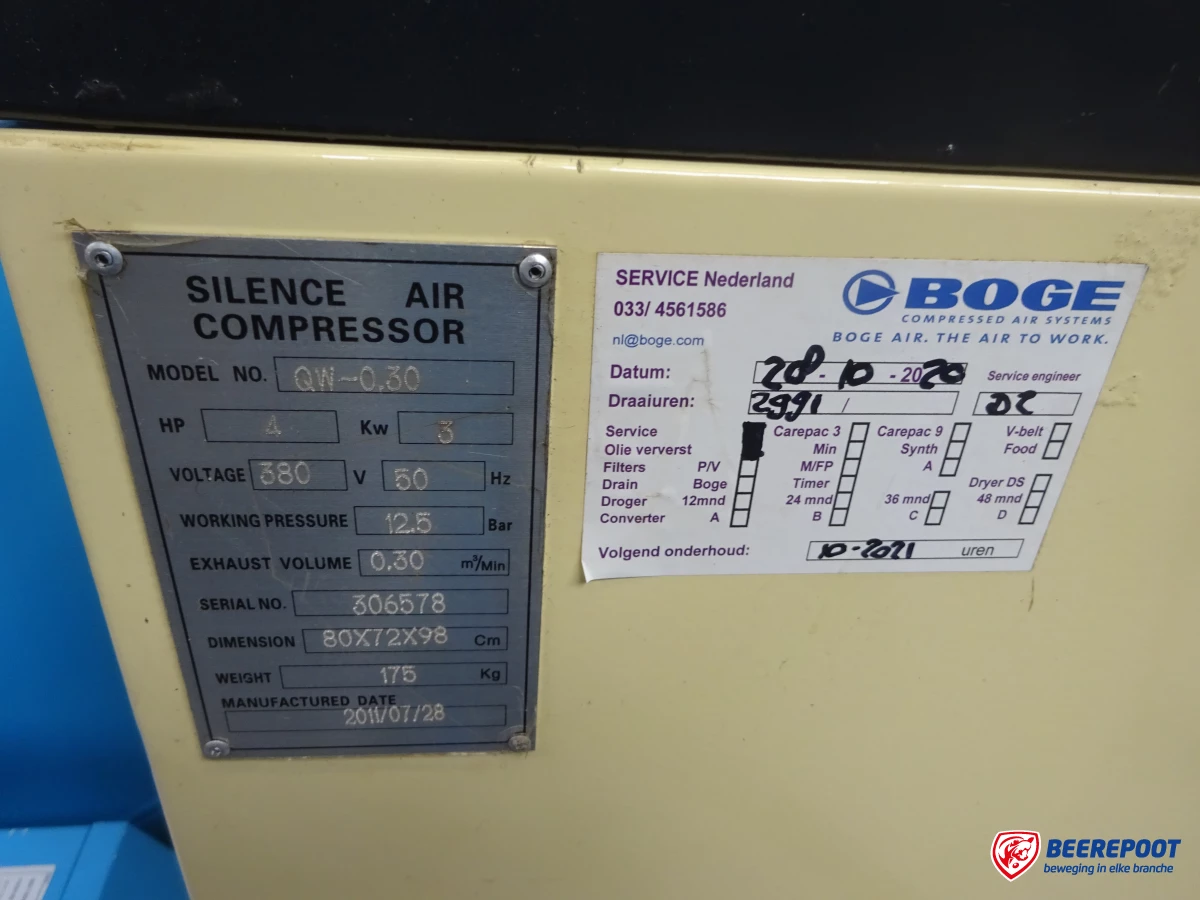 SILENCE AIR
COMPRESSOR
MODEL NO. QW-0.30
HP 4 Kw 3
VOLTAGE 380 V 50 Hz
WORKING PRESSURE 12.5 Bar
EXHAUST VOLUME 0.30 m³/Min
SERIAL NO. 306578
DIMENSION 80X72X98 Cm
WEIGHT 175 Kg
MANUFACTURED DATE
2011/07/28
SERVICE Nederland
033/ 4561586
nl@boge.com
BOGE
COMPRESSED AIR SYSTEMS
BOGE AIR. THE AIR TO WORK.
Datum: 28 - 10 - 2020 Service engineer
Draaiuren: 2991 / DZ
Service Carepac 3 Carepac 9 V-belt
Olie ververst Min Synth Food
Filters P/V M/FP A
Drain Boge Timer Dryer DS
Droger 12mnd 24 mnd 36 mnd 48 mnd
Converter A B C D
Volgend onderhoud: 10-2021 uren
BEEREPOOT
beweging in elke branche